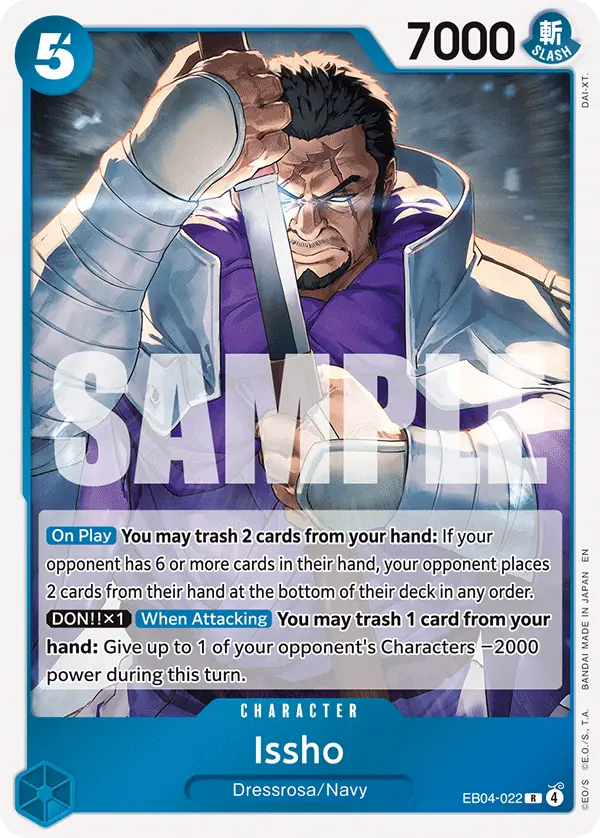 5
7000
斬
SLASH
DAI-XT.
SAMPLE
On Play You may trash 2 cards from your hand: If your
opponent has 6 or more cards in their hand, your opponent places
2 cards from their hand at the bottom of their deck in any order.
DON!!×1 When Attacking You may trash 1 card from your
hand: Give up to 1 of your opponent's Characters −2000
power during this turn.
CHARACTER
Issho
Dressrosa/Navy
EB04-022 R 4
©E.O/S ©E.O./S., T.A. BANDAI MADE IN JAPAN EN